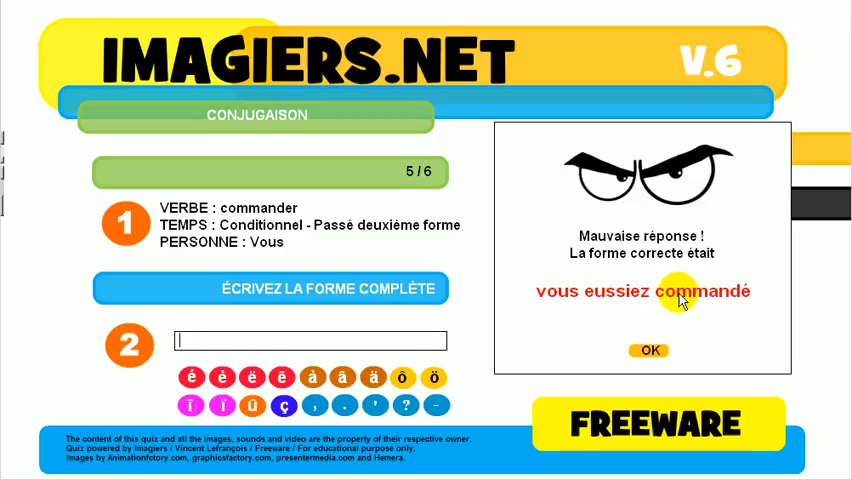 IMAGIERS.NET
V.6
CONJUGAISON
5 / 6
1
VERBE : commander
TEMPS : Conditionnel - Passé deuxième forme
PERSONNE : Vous
ÉCRIVEZ LA FORME COMPLÈTE
2
é è ë ê à â ä ô ö
î ï û ç , . ' ? -
Mauvaise réponse !
La forme correcte était
vous eussiez commandé
OK
FREEWARE
The content of this quiz and all the images, sounds and video are the property of their respective owner.
Quiz powered by Imagiers / Vincent Lefrançois / Freeware / For educational purpose only.
Images by Animationfctory.com, graphicsfactory.com, presentermedia.com and Hemera.